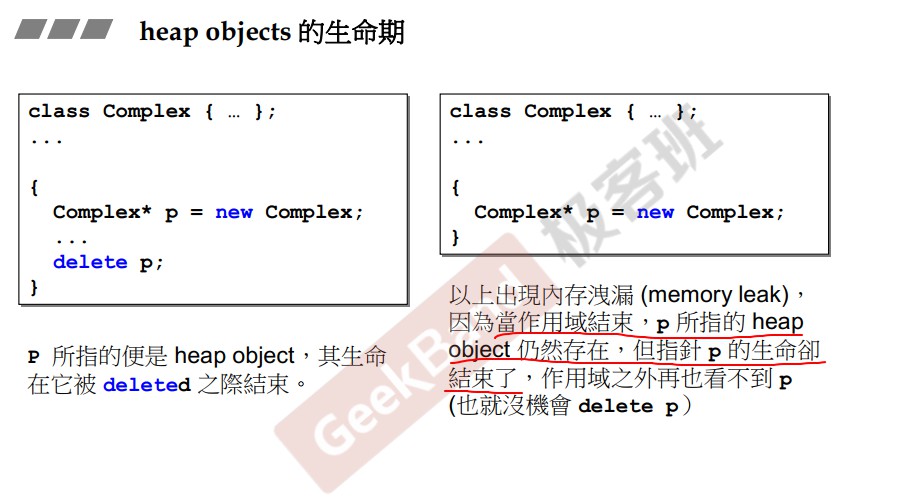 heap objects 的生命期
class Complex { … };
...
{
Complex* p = new Complex;
...
delete p;
}
P 所指的便是 heap object，其生命
在它被 deleted 之際結束。
class Complex { … };
...
{
Complex* p = new Complex;
}
以上出現內存洩漏 (memory leak)，
因為當作用域結束，p 所指的 heap
object 仍然存在，但指針 p 的生命卻
結束了，作用域之外再也看不到 p
(也就沒機會 delete p）
GeekBand 极客班